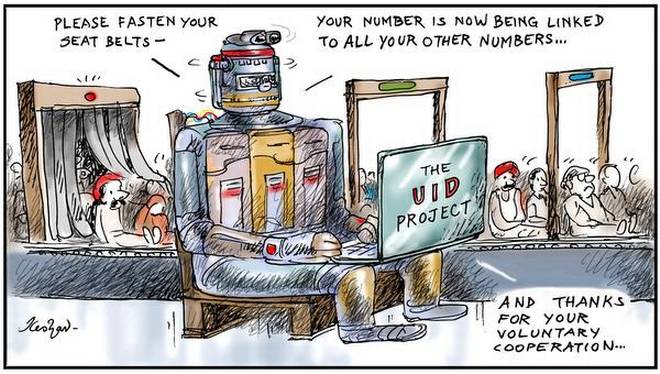 PLEASE FASTEN YOUR
SEAT BELTS—
YOUR NUMBER IS NOW BEING LINKED
TO ALL YOUR OTHER NUMBERS...
THE
UID
PROJECT
AND THANKS
FOR YOUR
VOLUNTARY
COOPERATION...
Keshav-